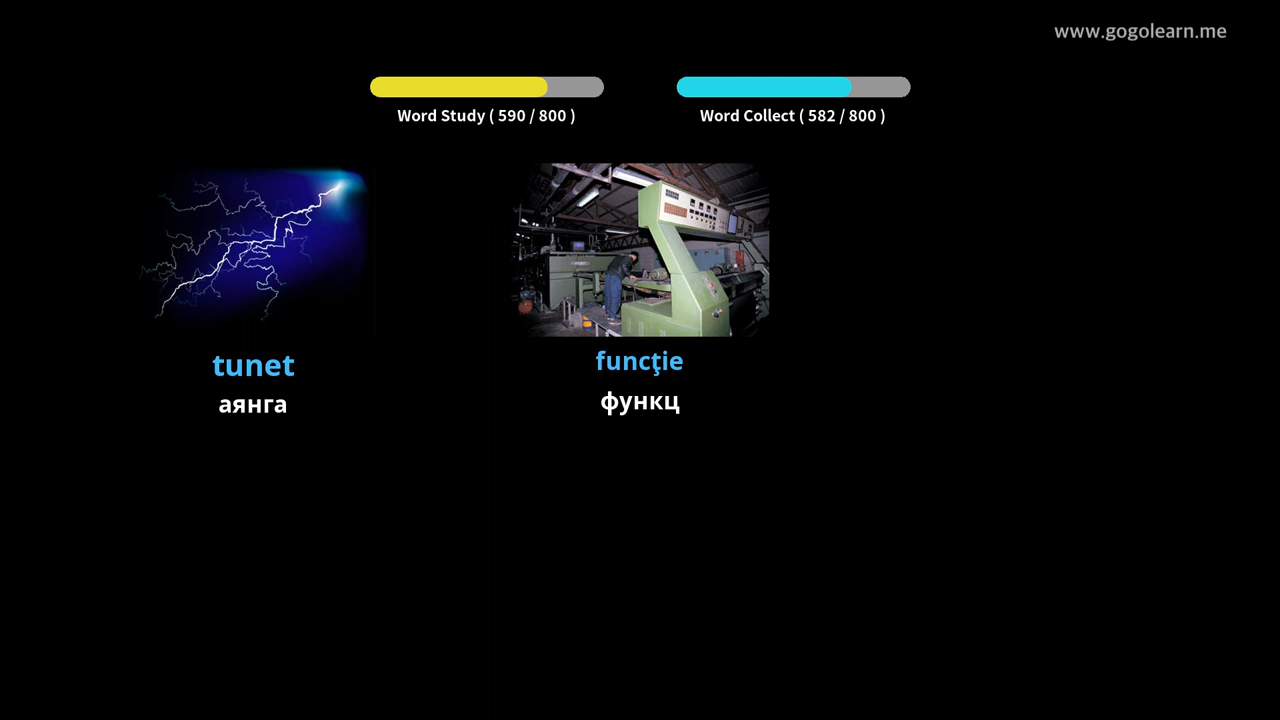 www.gogolearn.me
Word Study ( 590 / 800 )
Word Collect ( 582 / 800 )
tunet
аянга
funcţie
функц